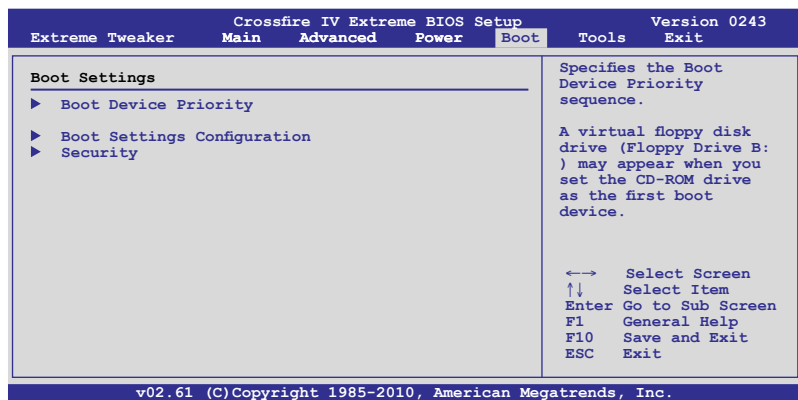 Crossfire IV Extreme BIOS Setup Version 0243
Extreme Tweaker Main Advanced Power Boot Tools Exit
Boot Settings
Boot Device Priority
Boot Settings Configuration
Security
Specifies the Boot
Device Priority
sequence.
A virtual floppy disk
drive (Floppy Drive B:
) may appear when you
set the CD-ROM drive
as the first boot
device.
←→ Select Screen
↑↓ Select Item
Enter Go to Sub Screen
F1 General Help
F10 Save and Exit
ESC Exit
v02.61 (C)Copyright 1985-2010, American Megatrends, Inc.